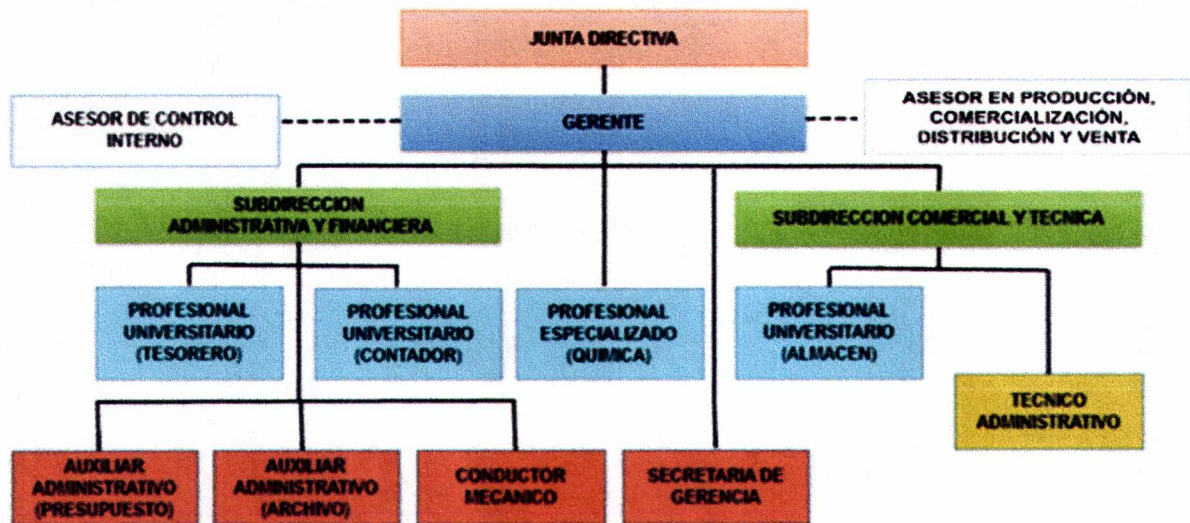 JUNTA DIRECTIVA
ASESOR DE CONTROL
INTERNO
GERENTE
ASESOR EN PRODUCCIÓN,
COMERCIALIZACIÓN,
DISTRIBUCIÓN Y VENTA
SUBDIRECCION
ADMINISTRATIVA Y FINANCIERA
SUBDIRECCION COMERCIAL Y TECNICA
PROFESIONAL
UNIVERSITARIO
(TESORERO)
PROFESIONAL
UNIVERSITARIO
(CONTADOR)
PROFESIONAL
ESPECIALIZADO
(QUIMICA)
PROFESIONAL
UNIVERSITARIO
(ALMACEN)
TECNICO
ADMINISTRATIVO
AUXILIAR
ADMINISTRATIVO
(PRESUPUESTO)
AUXILIAR
ADMINISTRATIVO
(ARCHIVO)
CONDUCTOR
MECANICO
SECRETARIA DE
GERENCIA